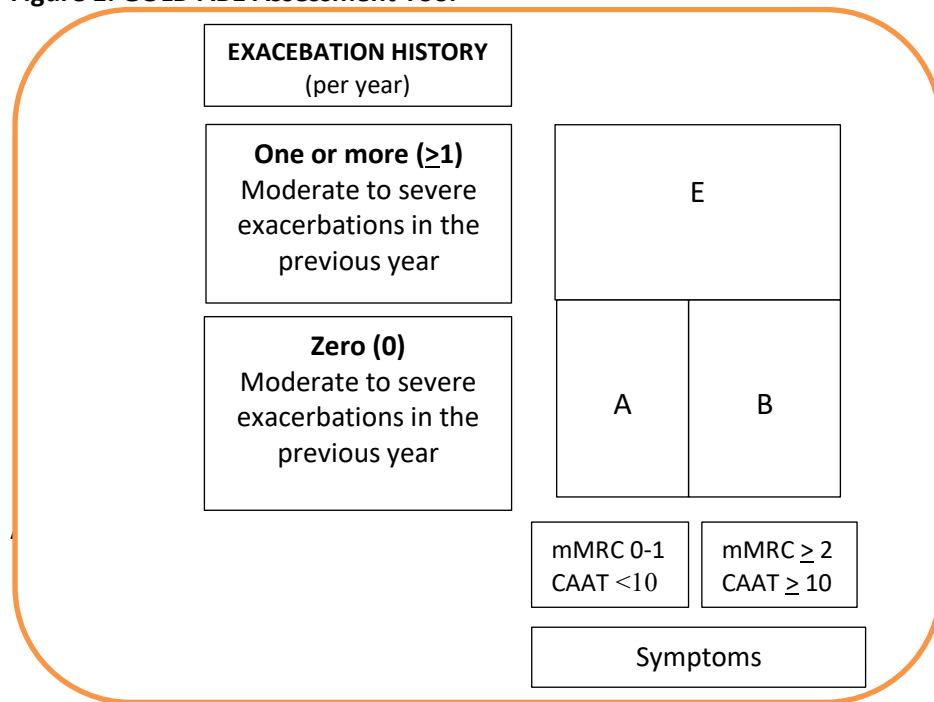 EXACEBATION HISTORY
(per year)
One or more (≥1)
Moderate to severe
exacerbations in the
previous year
E
Zero (0)
Moderate to severe
exacerbations in the
previous year
A
B
mMRC 0-1
CAAT <10
mMRC ≥ 2
CAAT ≥ 10
Symptoms